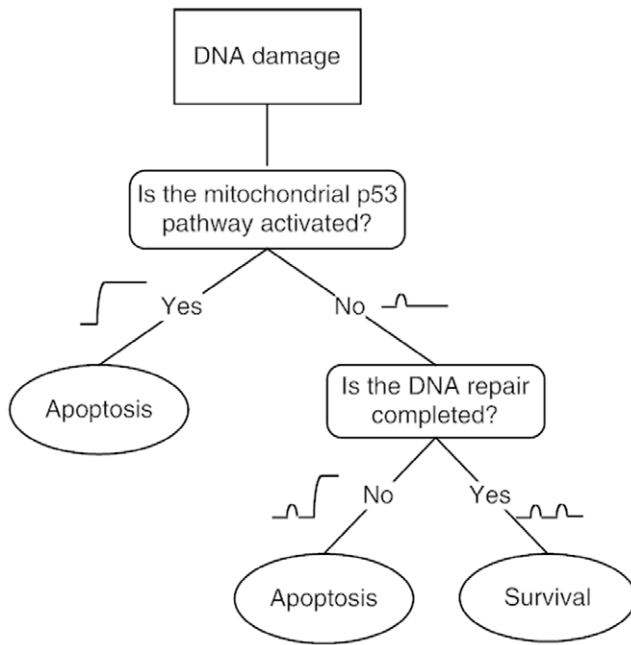 DNA damage
Is the mitochondrial p53
pathway activated?
Yes
No
Apoptosis
Is the DNA repair
completed?
No
Yes
Apoptosis
Survival